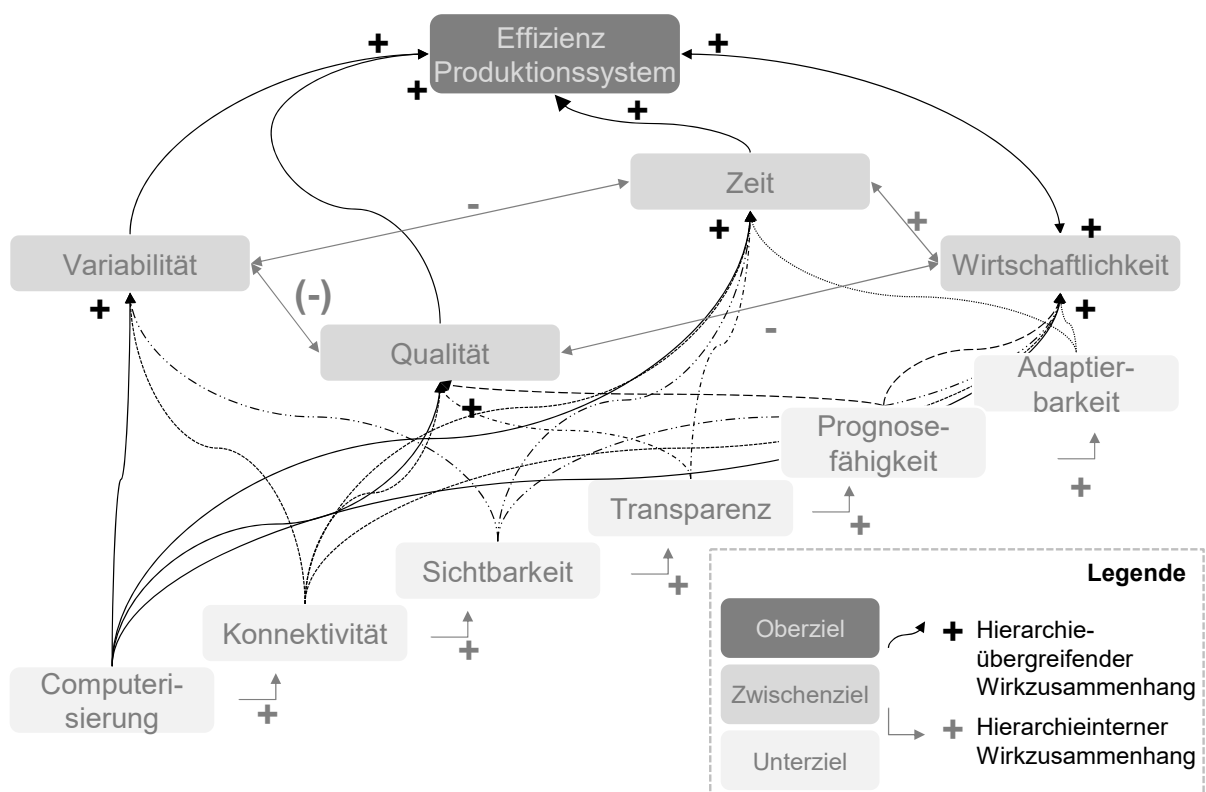 +
Effizienz
Produktionssystem
+
+
+
Zeit
-
+
+
+
Variabilität
Wirtschaftlichkeit
+
(-)
+
-
Qualität
+
Adaptier-
barkeit
Prognose-
fähigkeit
+
Transparenz
+
Sichtbarkeit
+
Konnektivität
+
Computeri-
sierung
+
Legende
Oberziel
+ Hierarchie-
übergreifender
Wirkzusammenhang
Zwischenziel
+ Hierarchieinterner
Wirkzusammenhang
Unterziel